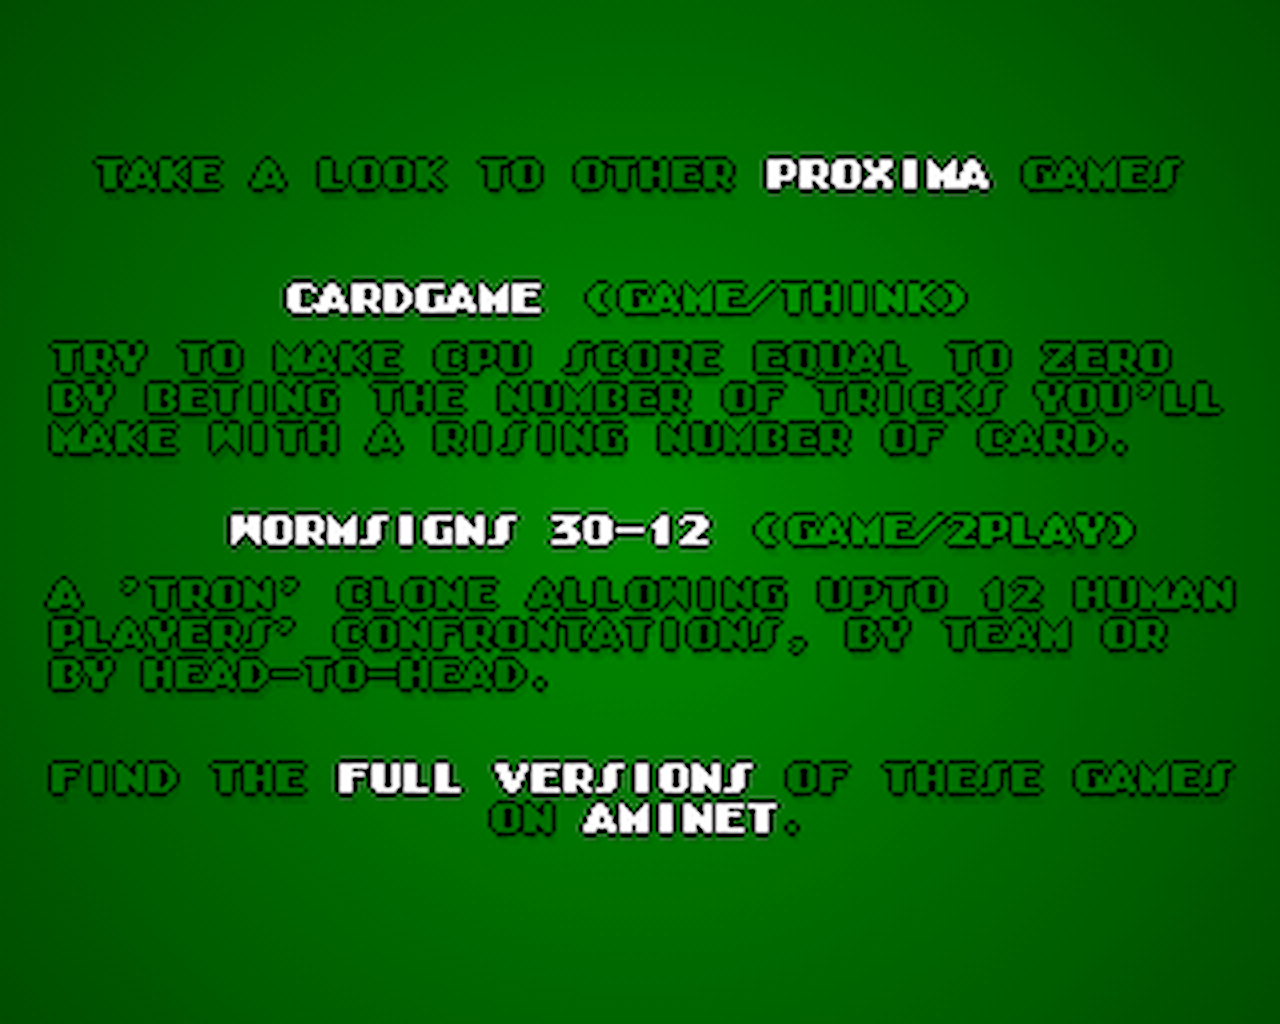 TAKE A LOOK TO OTHER PROXIMA GAMES
CARDGAME (GAME/THINK)
TRY TO MAKE CPU SCORE EQUAL TO ZERO
BY BETING THE NUMBER OF TRICKS YOU'LL
MAKE WITH A RISING NUMBER OF CARD.
WORMSIGNS 30-12 (GAME/2PLAY)
A 'TRON' CLONE ALLOWING UPTO 12 HUMAN
PLAYERS' CONFRONTATIONS, BY TEAM OR
BY HEAD-TO-HEAD.
FIND THE FULL VERSIONS OF THESE GAMES
ON AMINET.